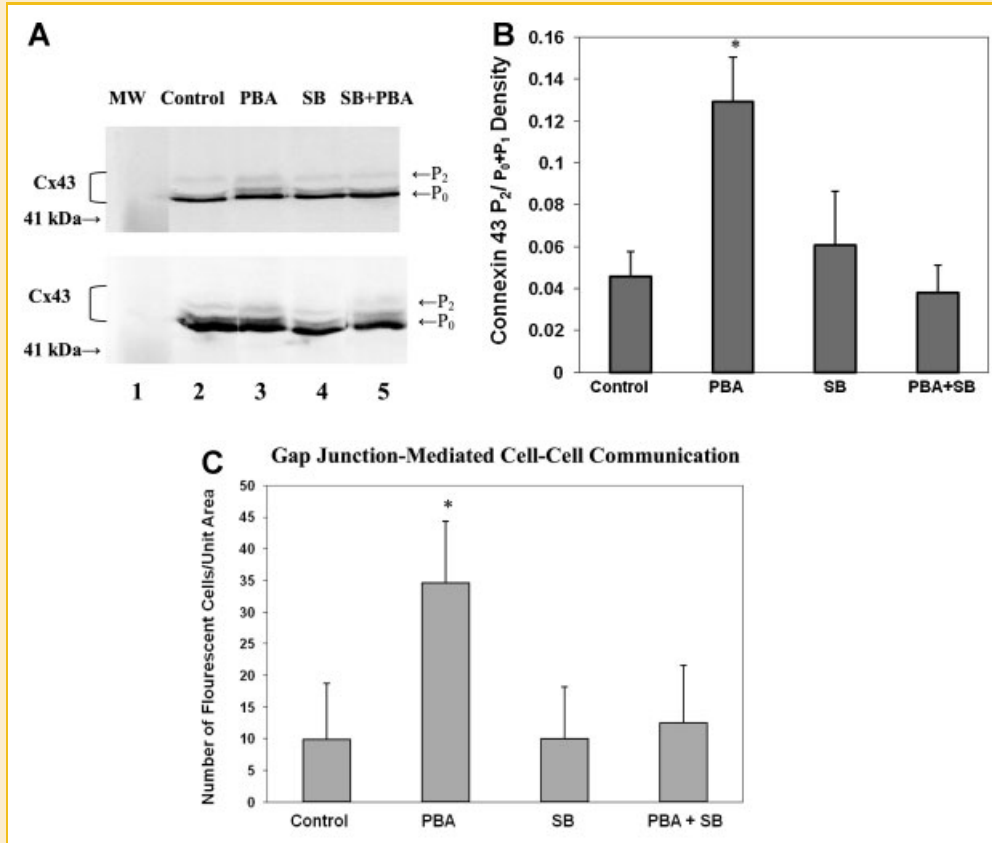 A
MW Control PBA SB SB+PBA
Cx43
←P₂
←P₀
41 kDa→
Cx43
←P₂
←P₀
41 kDa→
1 2 3 4 5
B
Connexin 43 P₂/ P₀+P₁ Density
0.16
0.14
0.12
0.1
0.08
0.06
0.04
0.02
0
*
Control PBA SB PBA+SB
C
Gap Junction-Mediated Cell-Cell Communication
Number of Flourescent Cells/Unit Area
50
45
40
35
30
25
20
15
10
5
0
*
Control PBA SB PBA + SB